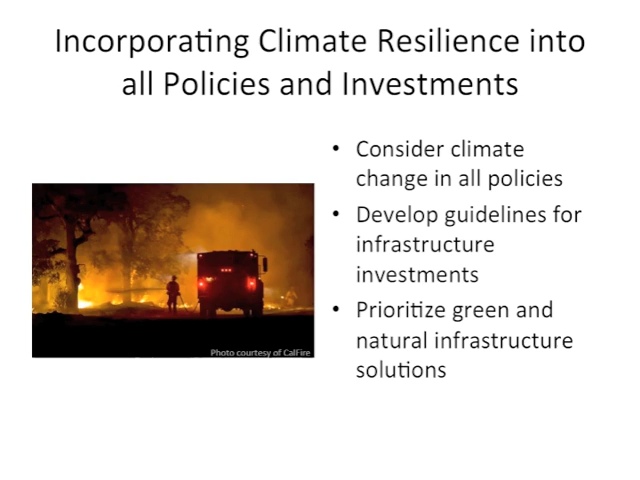 Incorporating Climate Resilience into
all Policies and Investments
• Consider climate
change in all policies
• Develop guidelines for
infrastructure
investments
• Prioritize green and
natural infrastructure
solutions
Photo courtesy of CalFire